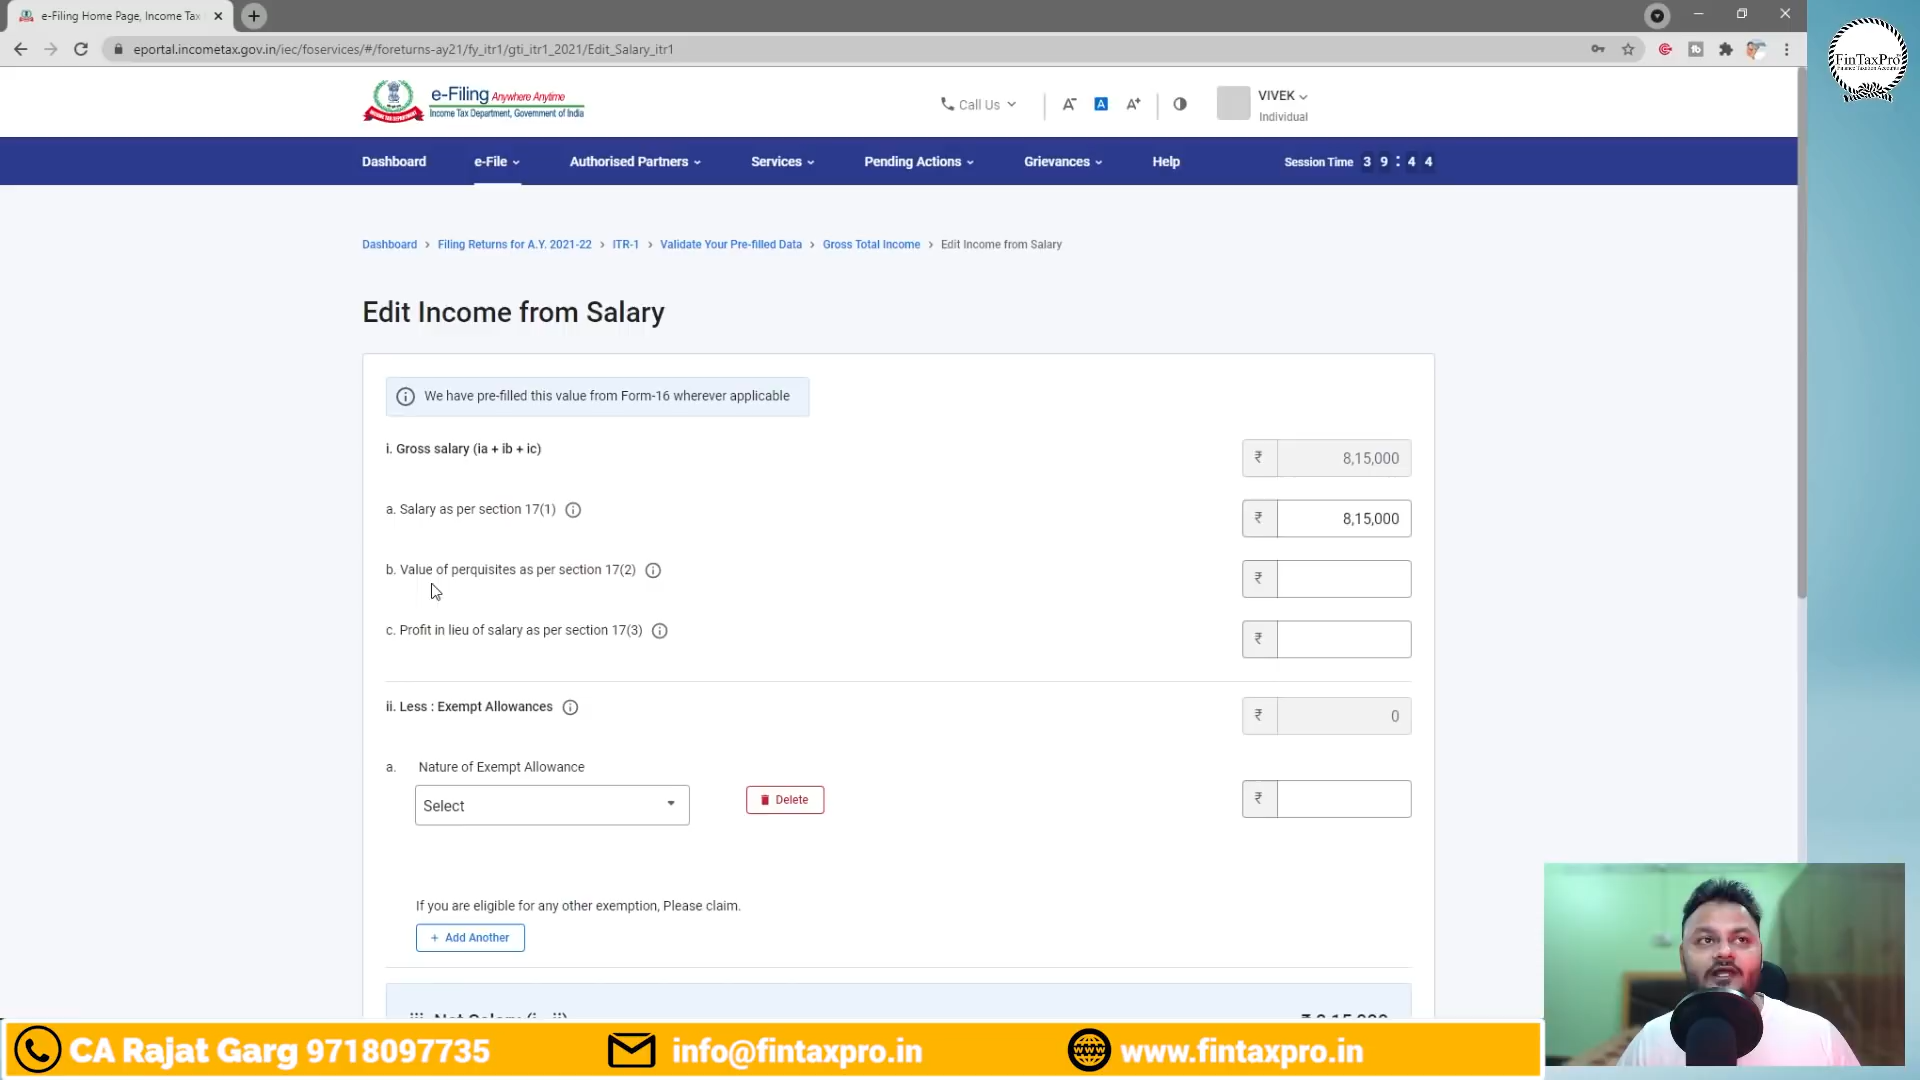 e-Filing Home Page, Income Tax
eportal.incometax.gov.in/iec/foservices/#/foreturns-ay21/fy_itr1/gti_itr1_2021/Edit_Salary_itr1
FinTaxPro
e-Filing Anywhere Anytime
Income Tax Department, Government of India
Call Us
A-
A
A+
VIVEK
Individual
Dashboard
e-File
Authorised Partners
Services
Pending Actions
Grievances
Help
Session Time 3 9 : 4 4
Dashboard > Filing Returns for A.Y. 2021-22 > ITR-1 > Validate Your Pre-filled Data > Gross Total Income > Edit Income from Salary
Edit Income from Salary
We have pre-filled this value from Form-16 wherever applicable
i. Gross salary (ia + ib + ic)
₹ 8,15,000
a. Salary as per section 17(1)
₹ 8,15,000
b. Value of perquisites as per section 17(2)
₹
c. Profit in lieu of salary as per section 17(3)
₹
ii. Less : Exempt Allowances
₹ 0
a. Nature of Exempt Allowance
Select
Delete
₹
If you are eligible for any other exemption, Please claim.
+ Add Another
CA Rajat Garg 9718097735
info@fintaxpro.in
www.fintaxpro.in